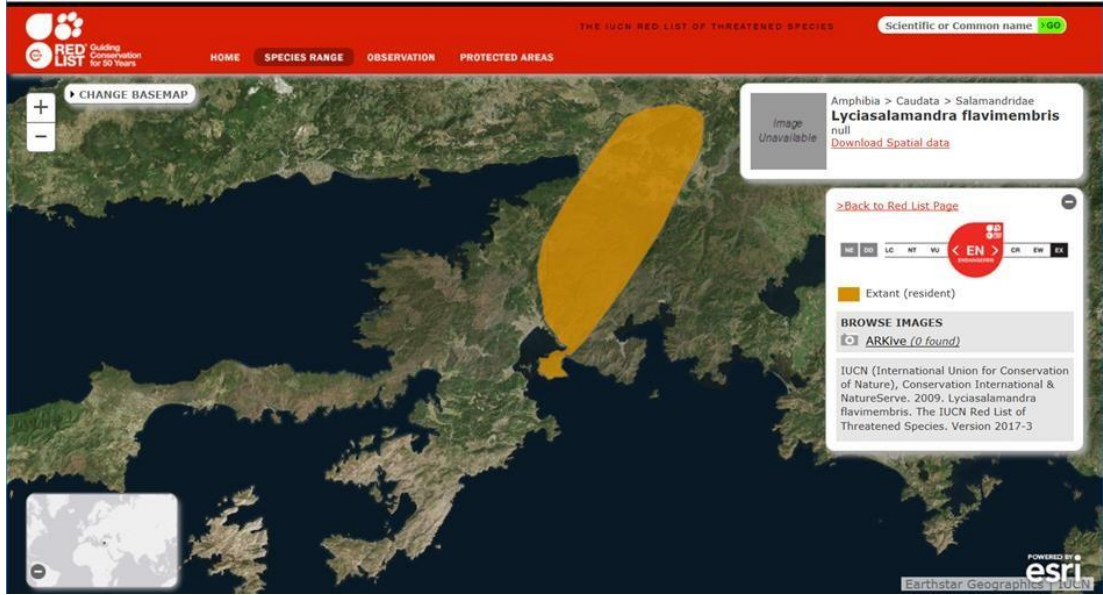 RED LIST
Guiding Conservation for 50 Years
THE IUCN RED LIST OF THREATENED SPECIES
Scientific or Common name
›GO
HOME
SPECIES RANGE
OBSERVATION
PROTECTED AREAS
+
−
CHANGE BASEMAP
Image
Unavailable
Amphibia > Caudata > Salamandridae
Lyciasalamandra flavimembris
null
Download Spatial data
>Back to Red List Page
NE DD LC NT VU < EN > CR EW EX
ENDANGERED
Extant (resident)
BROWSE IMAGES
ARKive (0 found)
IUCN (International Union for Conservation
of Nature), Conservation International &
NatureServe. 2009. Lyciasalamandra
flavimembris. The IUCN Red List of
Threatened Species. Version 2017-3
POWERED BY
esri
Earthstar Geographics | IUCN